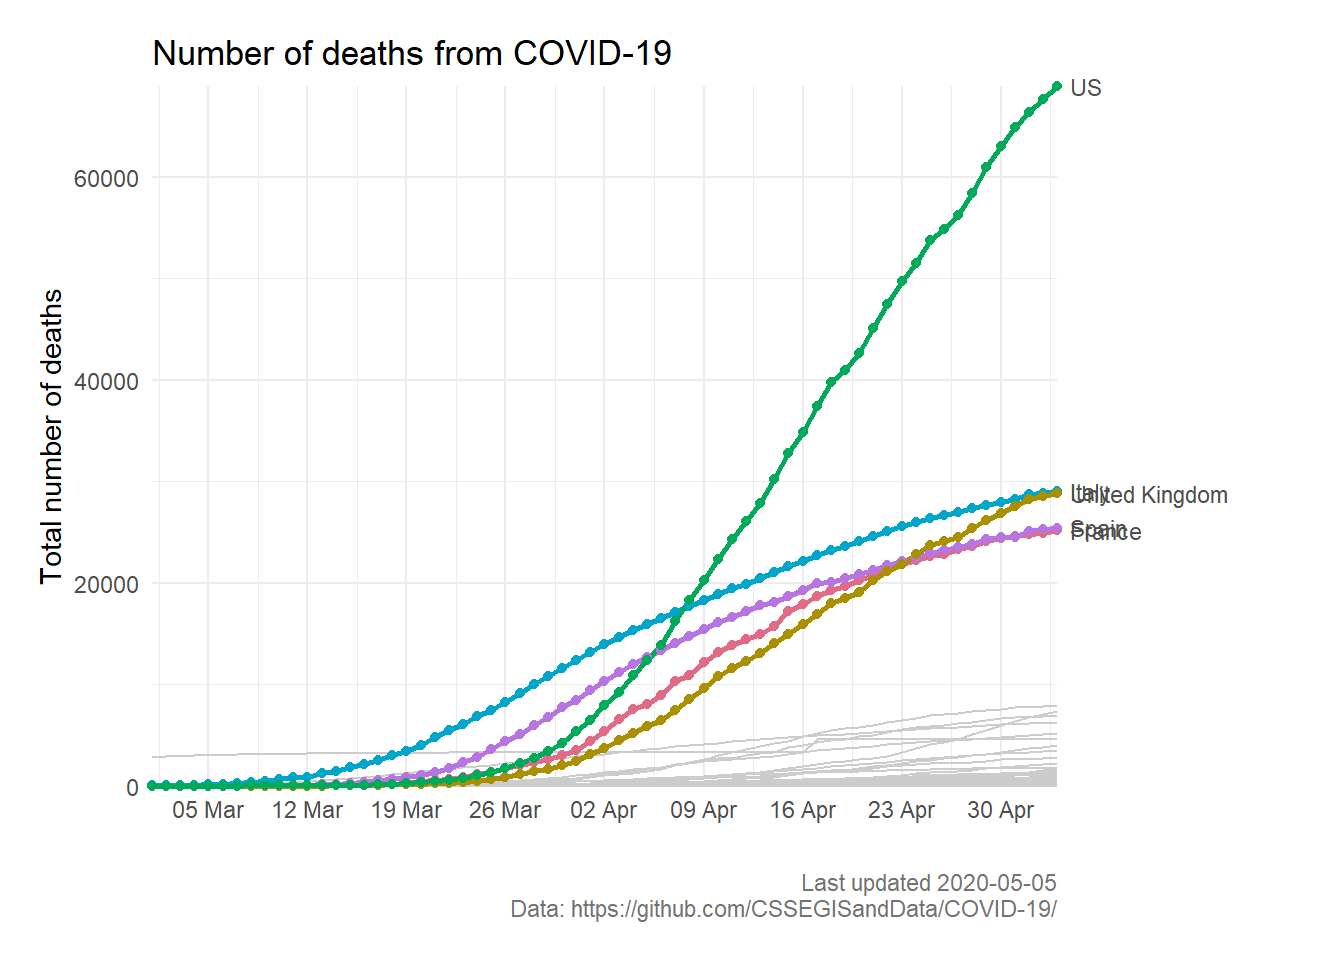 Number of deaths from COVID-19
Total number of deaths
60000
40000
20000
0
05 Mar 12 Mar 19 Mar 26 Mar 02 Apr 09 Apr 16 Apr 23 Apr 30 Apr
US
Italy
United Kingdom
Spain
France
Last updated 2020-05-05
Data: https://github.com/CSSEGISandData/COVID-19/